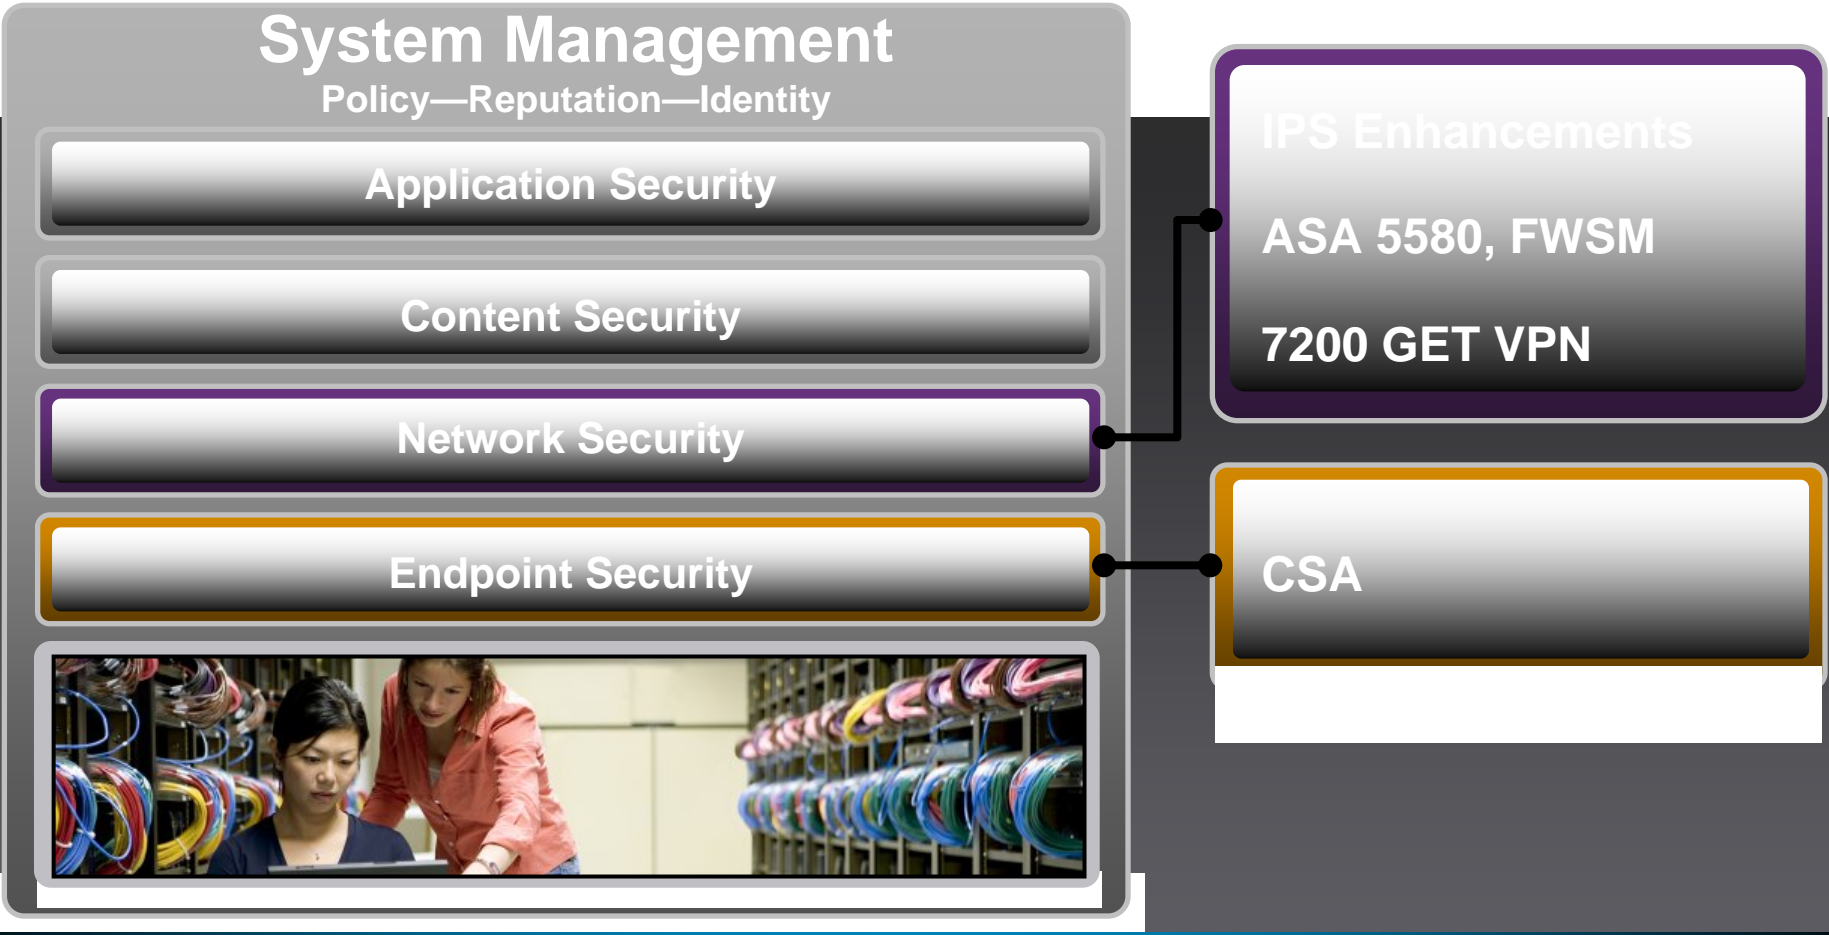 System Management
Policy—Reputation—Identity
Application Security
Content Security
Network Security
Endpoint Security
IPS Enhancements
ASA 5580, FWSM
7200 GET VPN
CSA